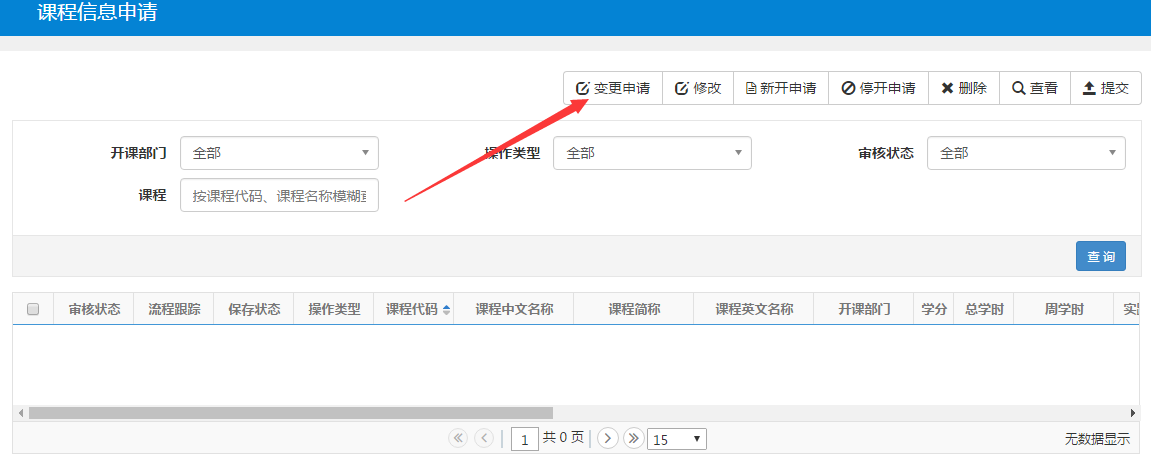 课程信息申请
变更申请 修改 新开申请 停开申请 删除 查看 提交
开课部门 全部 操作类型 全部 审核状态 全部
课程 按课程代码、课程名称模糊
查询
审核状态 流程跟踪 保存状态 操作类型 课程代码 课程中文名称 课程简称 课程英文名称 开课部门 学分 总学时 周学时 实
1 共 0 页 15 无数据显示